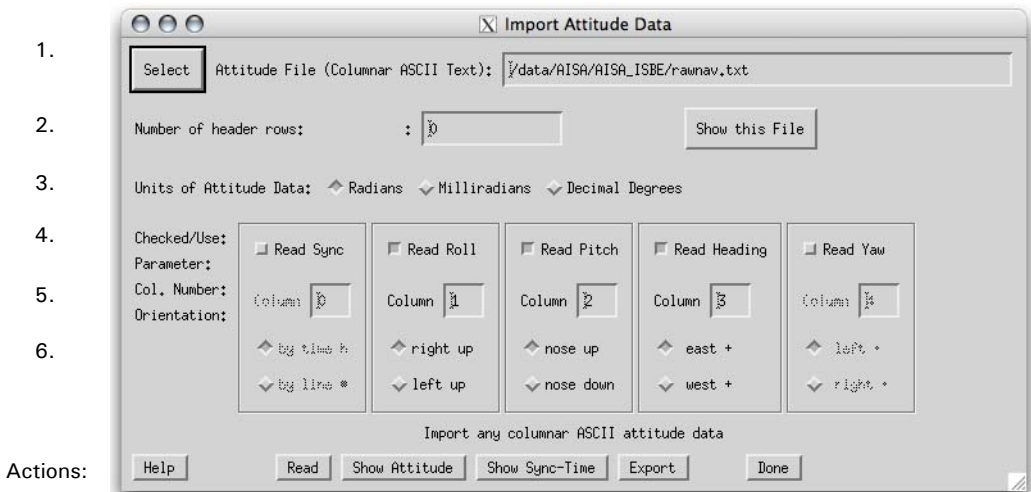 X Import Attitude Data
1.
Select Attitude File (Columnar ASCII Text): /data/AISA/AISA_ISBE/rawnav.txt
2.
Number of header rows: : 0 Show this File
3.
Units of Attitude Data: Radians Milliradians Decimal Degrees
4.
Checked/Use: Read Sync Read Roll Read Pitch Read Heading Read Yaw
Parameter:
5.
Col. Number: Column 0 Column 1 Column 2 Column 3 Column
Orientation:
6.
by time h right up nose up east + left +
by line # left up nose down west + right +
Import any columnar ASCII attitude data
Actions: Help Read Show Attitude Show Sync-Time Export Done